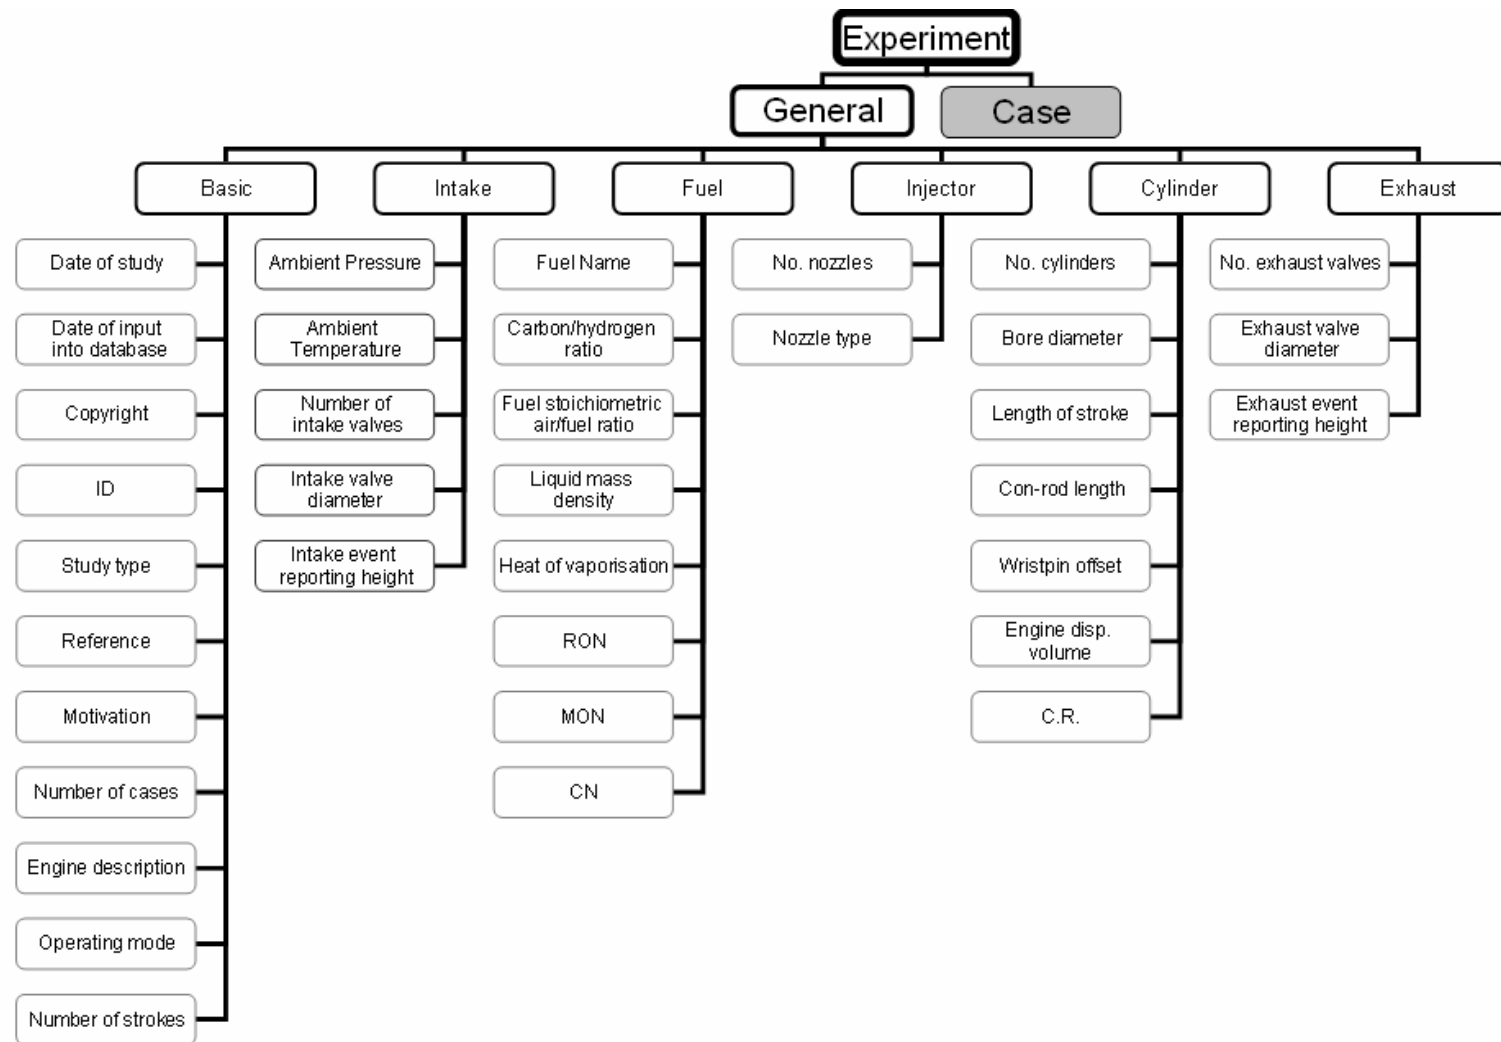 Experiment
General
Case
Basic
Intake
Fuel
Injector
Cylinder
Exhaust
Date of study
Date of input
into database
Copyright
ID
Study type
Reference
Motivation
Number of cases
Engine description
Operating mode
Number of strokes
Ambient Pressure
Ambient
Temperature
Number of
intake valves
Intake valve
diameter
Intake event
reporting height
Fuel Name
Carbon/hydrogen
ratio
Fuel stoichiometric
air/fuel ratio
Liquid mass
density
Heat of vaporisation
RON
MON
CN
No. nozzles
Nozzle type
No. cylinders
Bore diameter
Length of stroke
Con-rod length
Wristpin offset
Engine disp.
volume
C.R.
No. exhaust valves
Exhaust valve
diameter
Exhaust event
reporting height